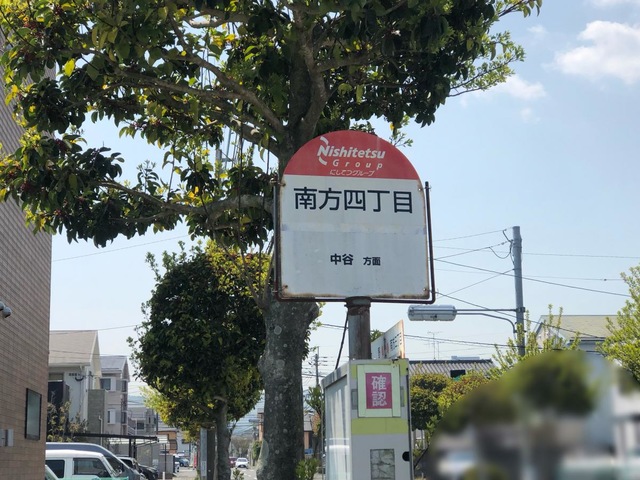 Nishitetsu
Group
にしてつグループ
南方四丁目
中谷 方面
確認